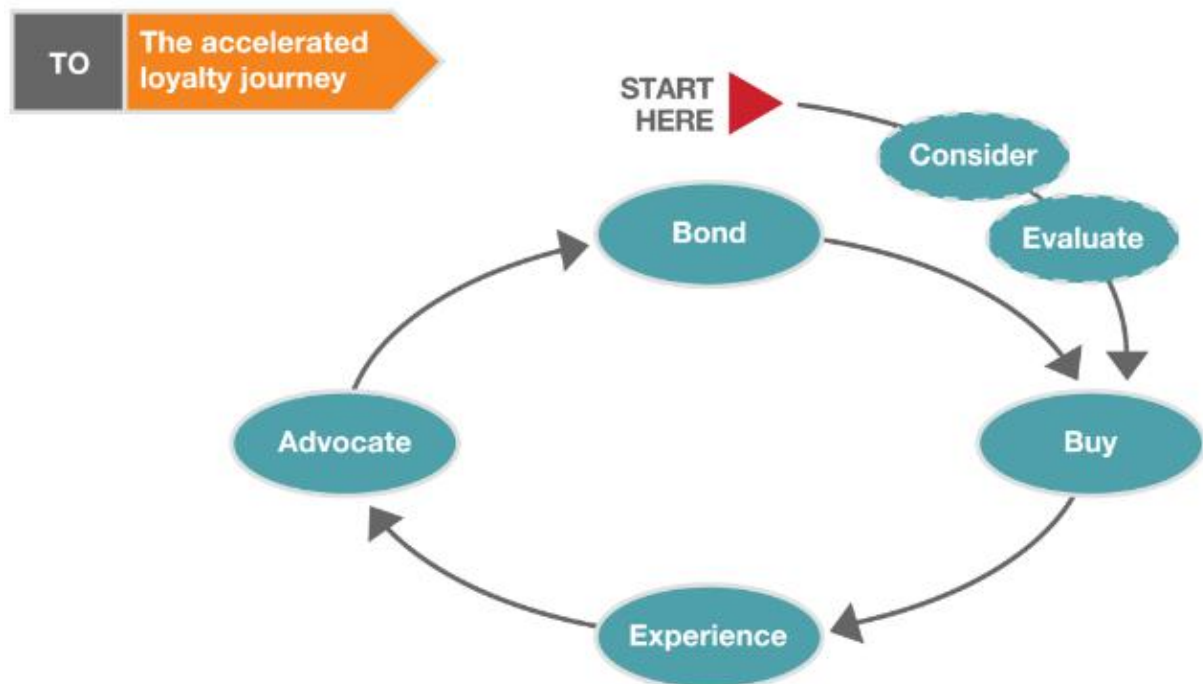 TO
The accelerated
loyalty journey
START
HERE
Consider
Evaluate
Bond
Buy
Experience
Advocate